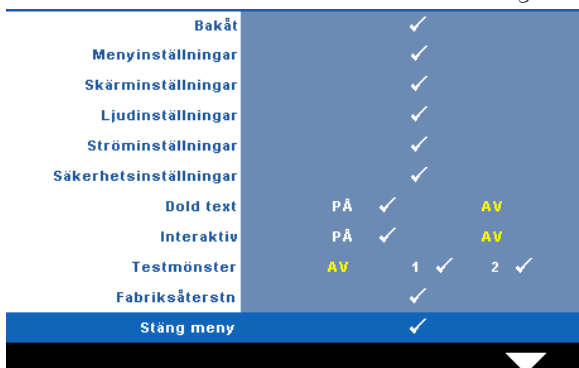 Bakåt ✓
Menyinställningar ✓
Skärminställningar ✓
Ljudinställningar ✓
Ströminställningar ✓
Säkerhetsinställningar ✓
Dold text PÅ ✓ AV
Interaktiv PÅ ✓ AV
Testmönster AV 1 ✓ 2 ✓
Fabriksåterstn ✓
Stäng meny ✓